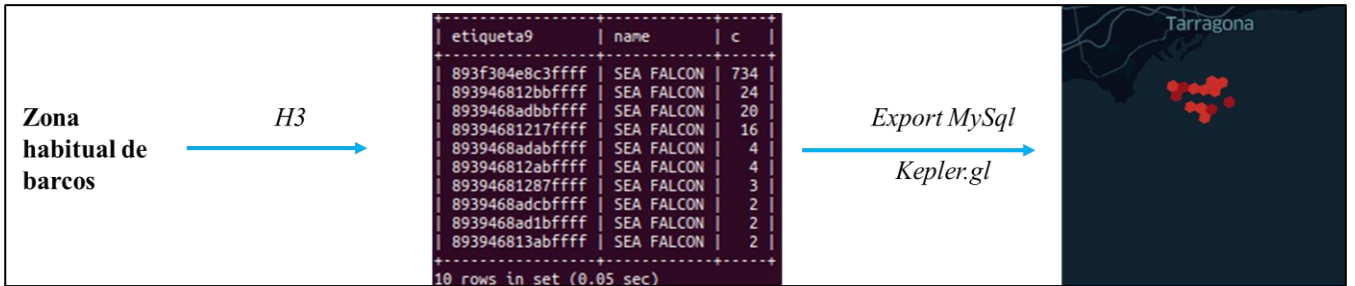 Zona
habitual de
barcos
H3
+------------------+------------+-----+
| etiqueta9 | name | c |
+------------------+------------+-----+
| 893f304e8c3ffff | SEA FALCON | 734 |
| 893946812bbffff | SEA FALCON | 24 |
| 8939468adbbffff | SEA FALCON | 20 |
| 89394681217ffff | SEA FALCON | 16 |
| 8939468adabffff | SEA FALCON | 4 |
| 893946812abffff | SEA FALCON | 4 |
| 89394681287ffff | SEA FALCON | 3 |
| 8939468adcbffff | SEA FALCON | 2 |
| 8939468ad1bffff | SEA FALCON | 2 |
| 893946813abffff | SEA FALCON | 2 |
+------------------+------------+-----+
10 rows in set (0.05 sec)
Export MySql
Kepler.gl
Tarragona